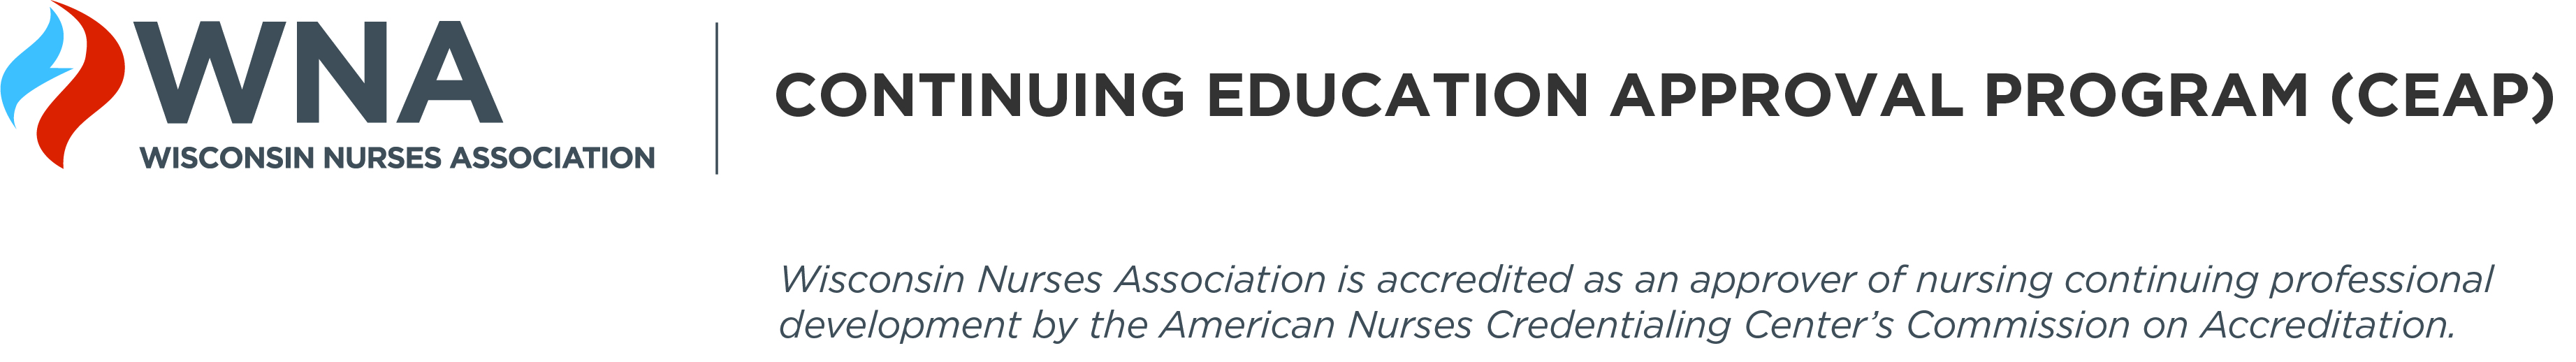 WNA
WISCONSIN NURSES ASSOCIATION
CONTINUING EDUCATION APPROVAL PROGRAM (CEAP)
Wisconsin Nurses Association is accredited as an approver of nursing continuing professional
development by the American Nurses Credentialing Center’s Commission on Accreditation.